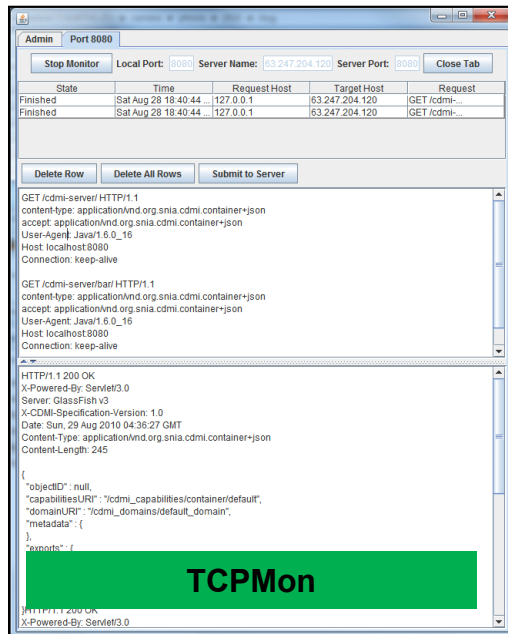 Admin Port 8080
Stop Monitor Local Port: 8080 Server Name: 63.247.204.120 Server Port: 8080 Close Tab
State Time Request Host Target Host Request
Finished Sat Aug 28 18:40:44 ... 127.0.0.1 63.247.204.120 GET /cdmi-...
Finished Sat Aug 28 18:40:44 ... 127.0.0.1 63.247.204.120 GET /cdmi-...
Delete Row Delete All Rows Submit to Server
GET /cdmi-server/ HTTP/1.1
content-type: application/vnd.org.snia.cdmi.container+json
accept: application/vnd.org.snia.cdmi.container+json
User-Agent: Java/1.6.0_16
Host: localhost:8080
Connection: keep-alive
GET /cdmi-server/bar/ HTTP/1.1
content-type: application/vnd.org.snia.cdmi.container+json
accept: application/vnd.org.snia.cdmi.container+json
User-Agent: Java/1.6.0_16
Host: localhost:8080
Connection: keep-alive
HTTP/1.1 200 OK
X-Powered-By: Servlet/3.0
Server: GlassFish v3
X-CDMI-Specification-Version: 1.0
Date: Sun, 29 Aug 2010 04:36:27 GMT
Content-Type: application/vnd.org.snia.cdmi.container+json
Content-Length: 245
{
"objectID" : null,
"capabilitiesURI" : "/cdmi_capabilities/container/default",
"domainURI" : "/cdmi_domains/default_domain",
"metadata" : {
},
"exports" : {
TCPMon
}HTTP/1.1 200 OK
X-Powered-By: Servlet/3.0